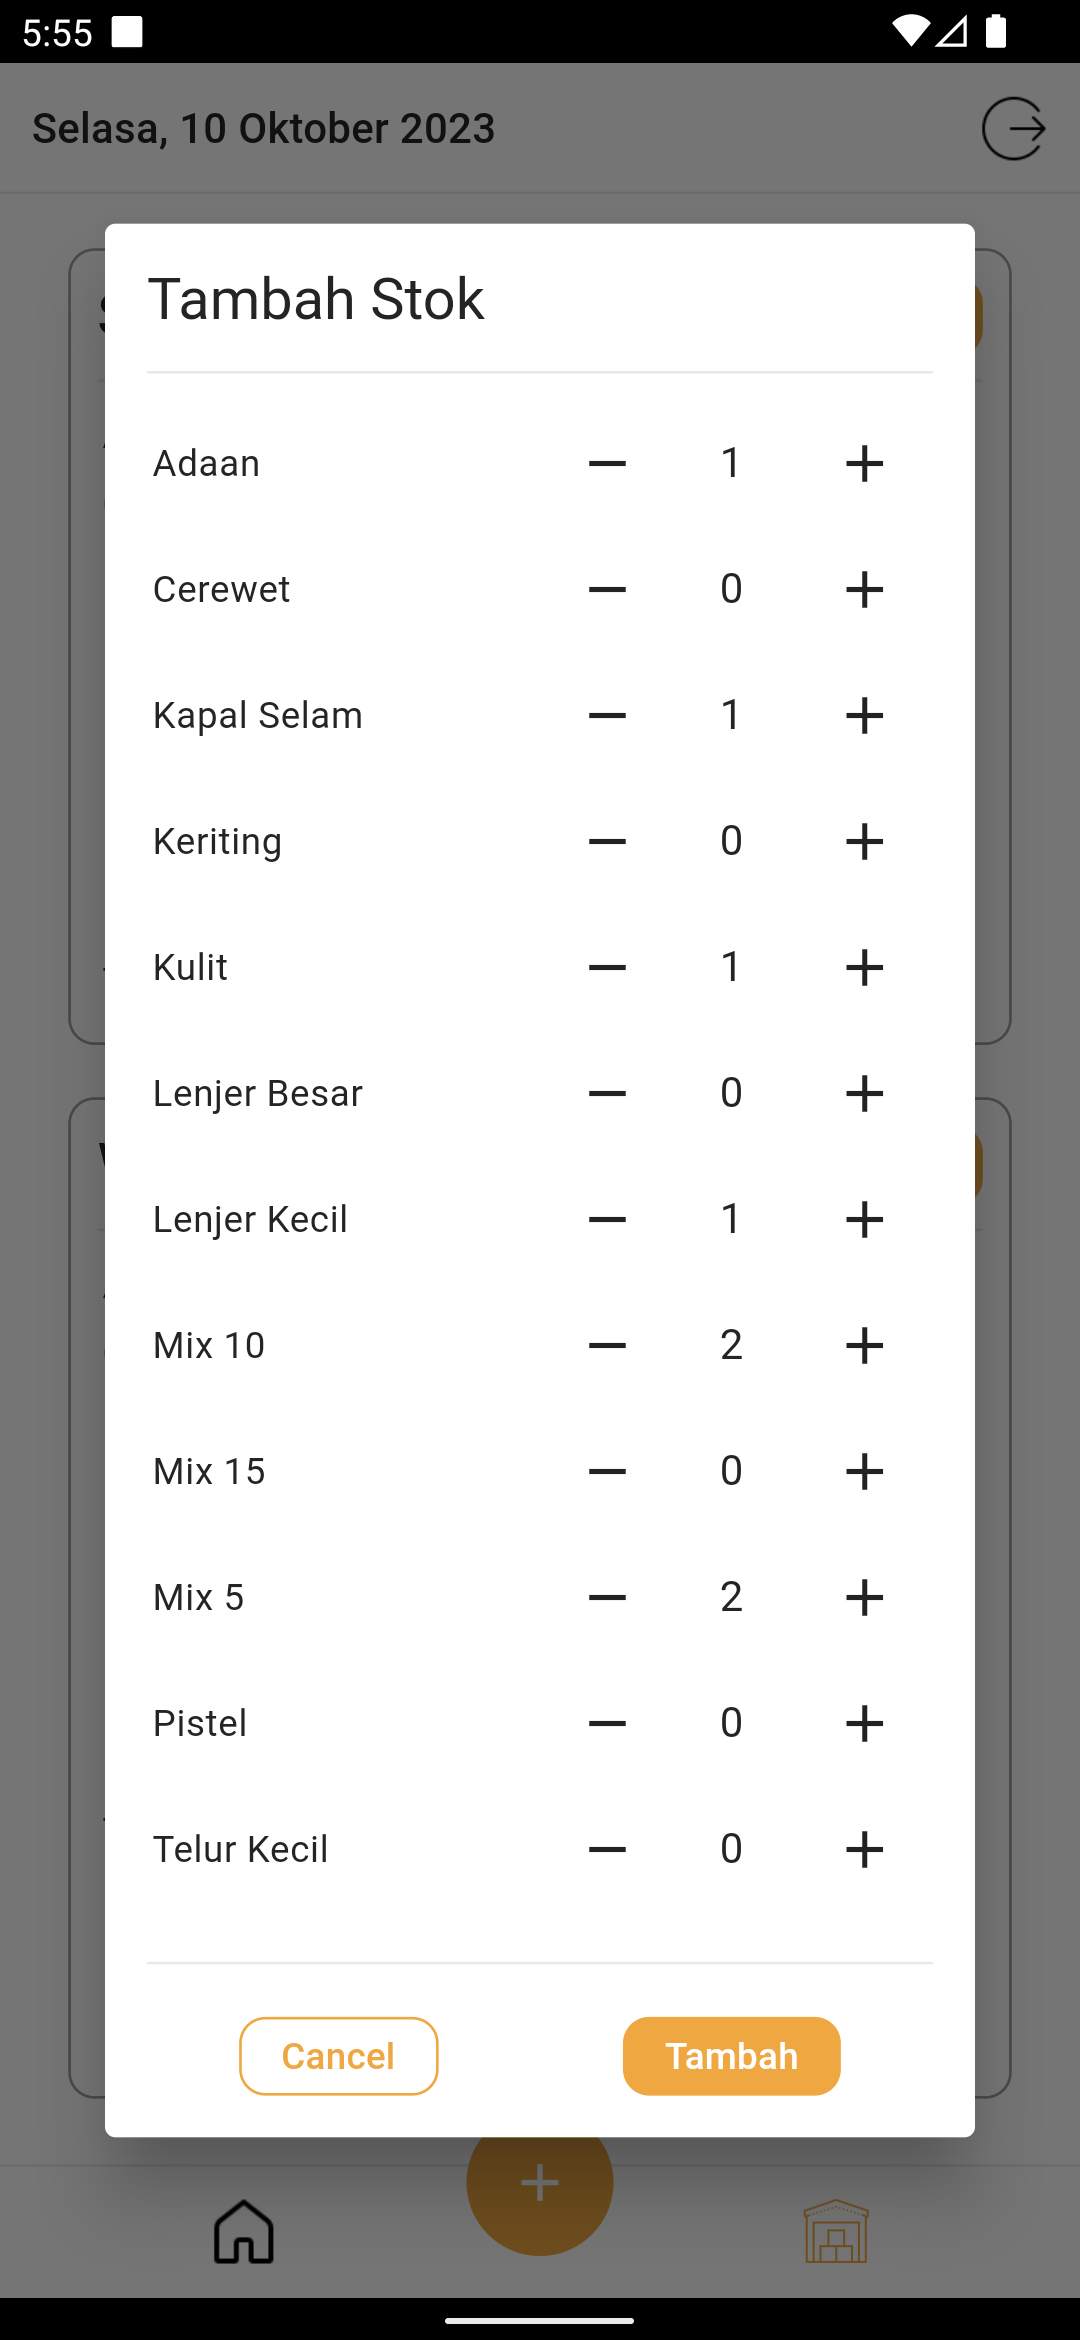 5:55
Selasa, 10 Oktober 2023
Tambah Stok
Adaan 1
Cerewet 0
Kapal Selam 1
Keriting 0
Kulit 1
Lenjer Besar 0
Lenjer Kecil 1
Mix 10 2
Mix 15 0
Mix 5 2
Pistel 0
Telur Kecil 0
Cancel Tambah